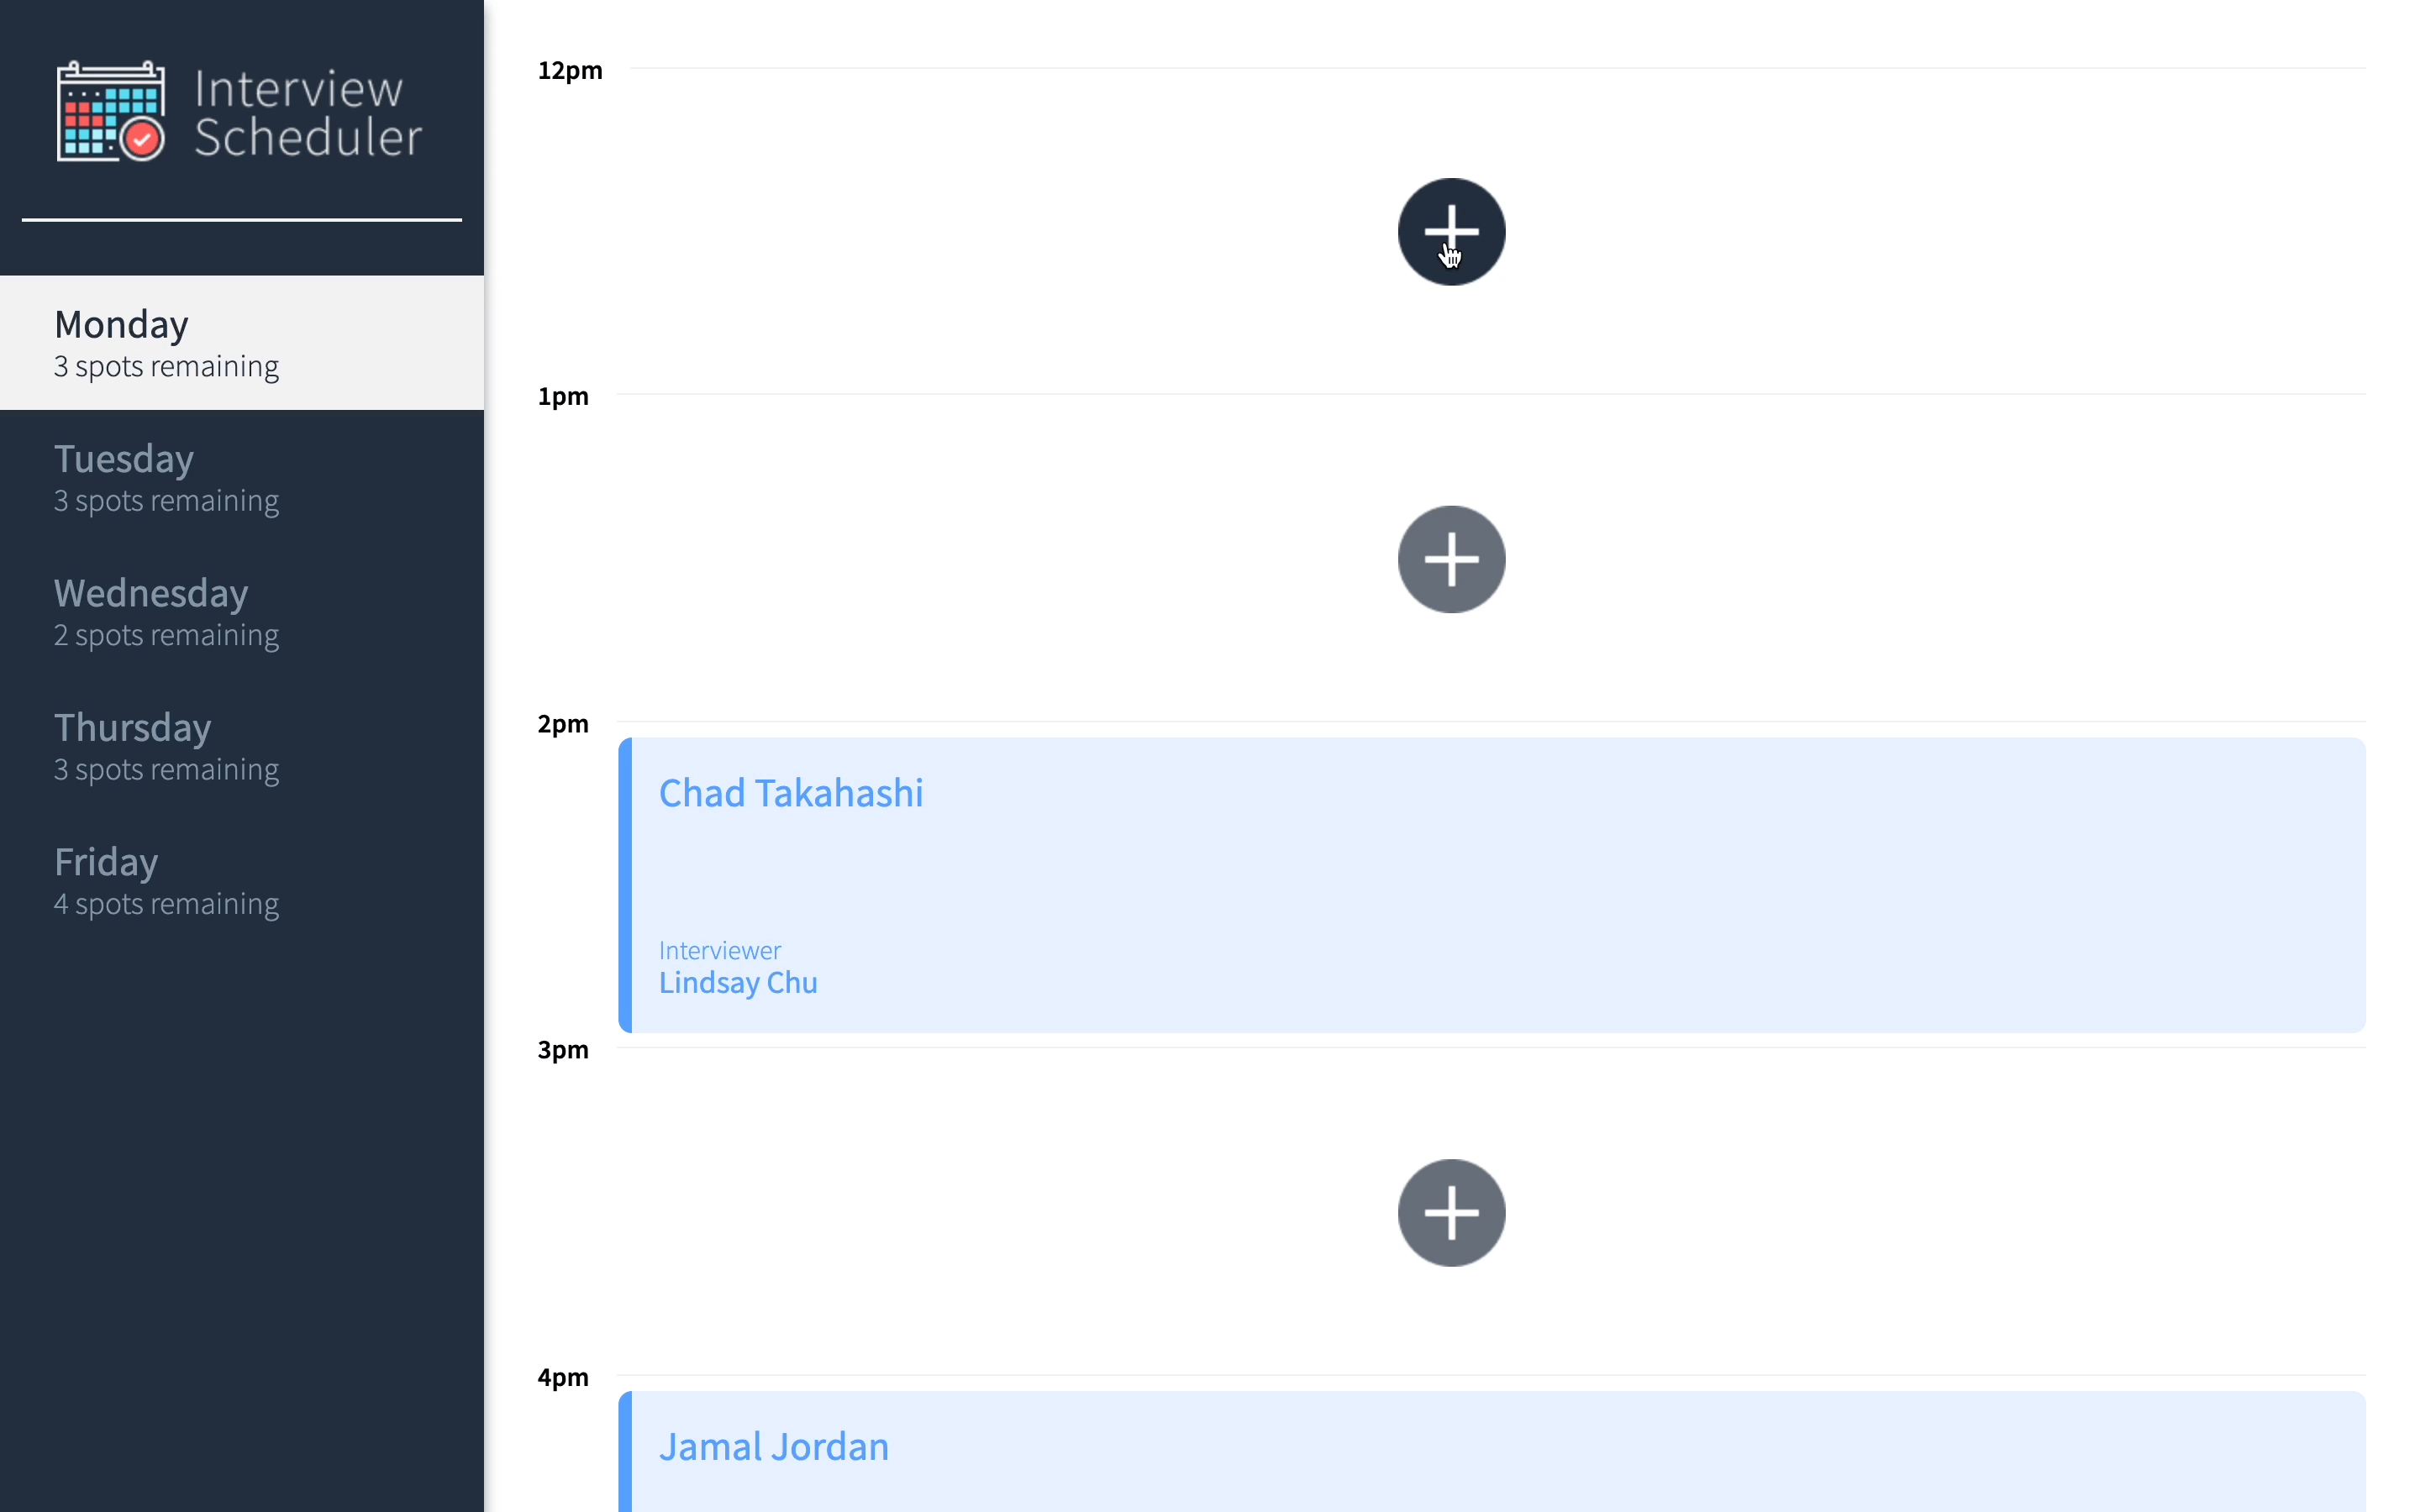 Interview
Scheduler
Monday
3 spots remaining
Tuesday
3 spots remaining
Wednesday
2 spots remaining
Thursday
3 spots remaining
Friday
4 spots remaining
12pm
1pm
2pm
Chad Takahashi
Interviewer
Lindsay Chu
3pm
4pm
Jamal Jordan